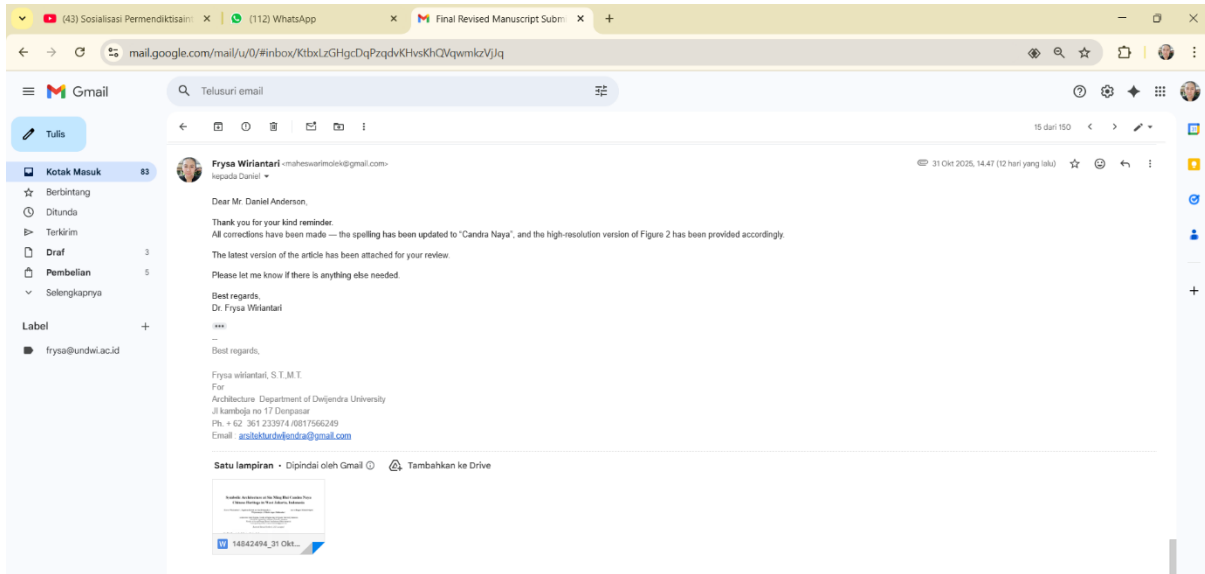 (43) Sosialisasi Permendiktisaint
(112) WhatsApp
Final Revised Manuscript Subm
mail.google.com/mail/u/0/#inbox/KtbxLzGHgcDqPzqdvKHvsKhQVqwmkzVjJq
Gmail
Telusuri email
Tulis
15 dari 150
Kotak Masuk 83
Berbintang
Ditunda
Terkirim
Draf 3
Pembelian 5
Selengkapnya
Label
frysa@undwi.ac.id
Frysa Wiriantari <maheswarimolek@gmail.com>
31 Okt 2025, 14.47 (12 hari yang lalu)
kepada Daniel
Dear Mr. Daniel Anderson,
Thank you for your kind reminder.
All corrections have been made — the spelling has been updated to “Candra Naya”, and the high-resolution version of Figure 2 has been provided accordingly.
The latest version of the article has been attached for your review.
Please let me know if there is anything else needed.
Best regards,
Dr. Frysa Wiriantari
--
Best regards,
Frysa wiriantari, S.T.,M.T.
For
Architecture Department of Dwijendra University
Jl kamboja no 17 Denpasar
Ph. + 62 361 233974 /0817566249
Email : arsitekturdwijendra@gmail.com
Satu lampiran • Dipindai oleh Gmail
Tambahkan ke Drive
W 14842494_31 Okt...